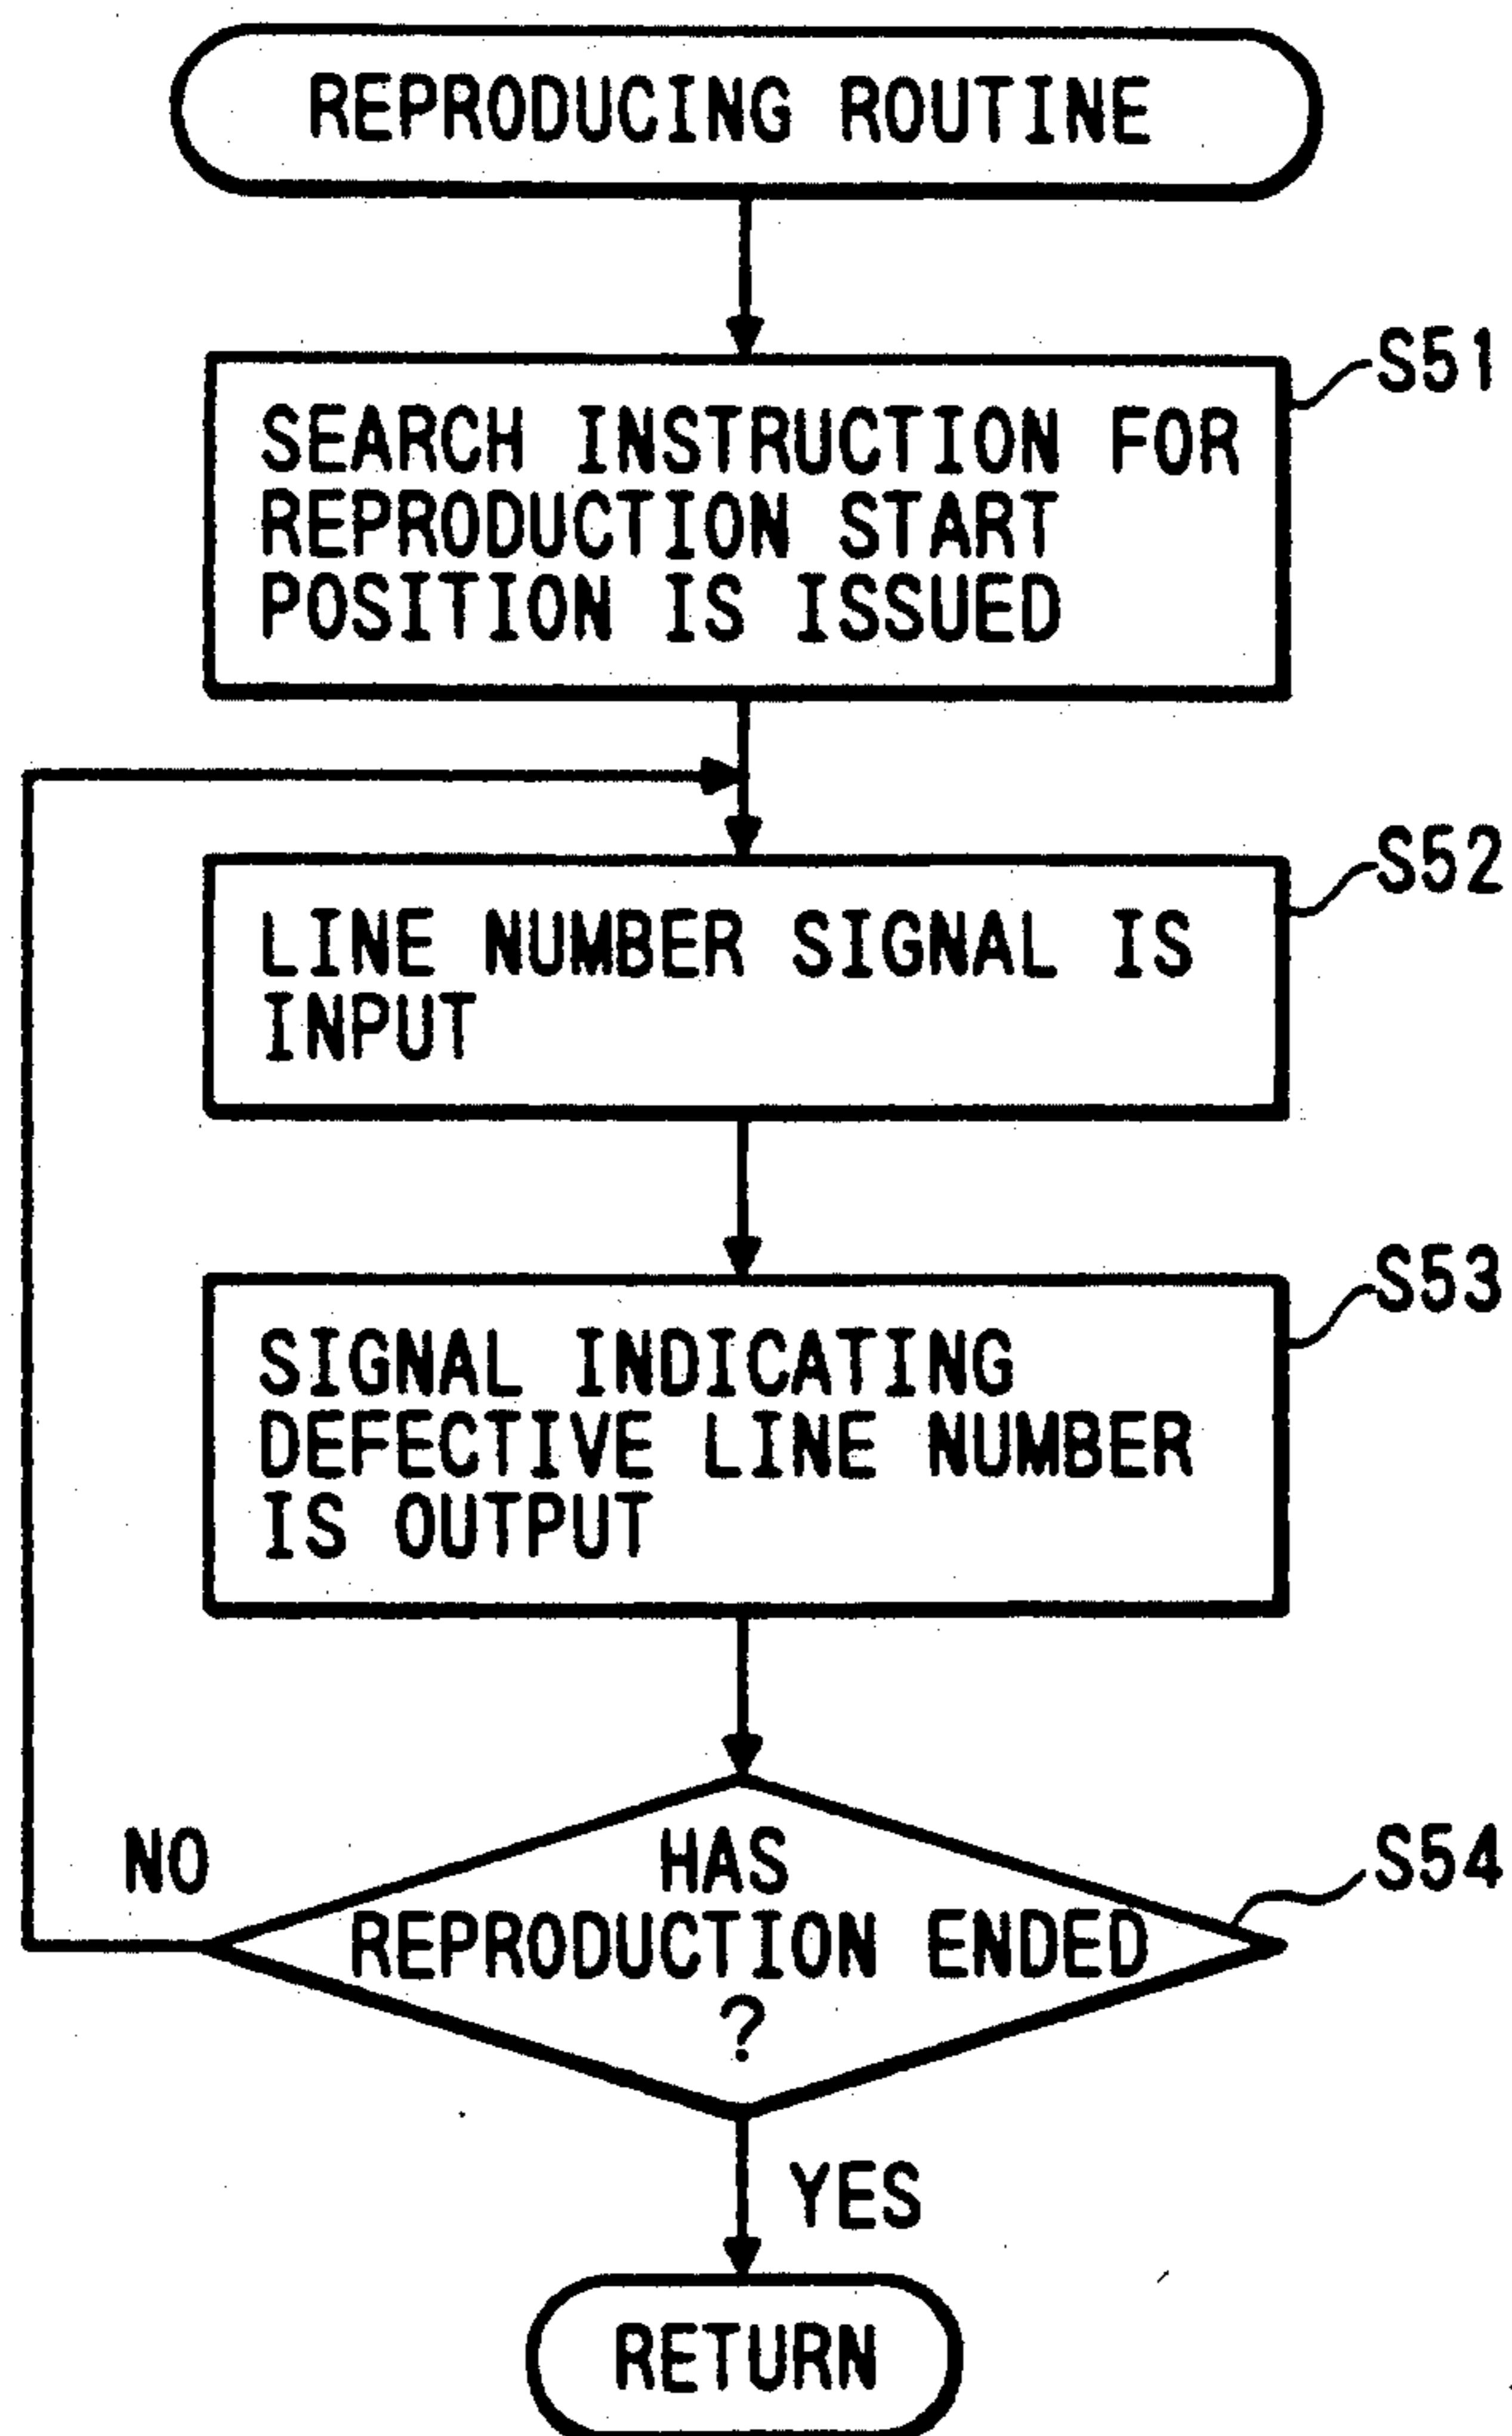 REPRODUCING ROUTINE
S51
SEARCH INSTRUCTION FOR
REPRODUCTION START
POSITION IS ISSUED
S52
LINE NUMBER SIGNAL IS
INPUT
S53
SIGNAL INDICATING
DEFECTIVE LINE NUMBER
IS OUTPUT
NO
HAS
S54
REPRODUCTION ENDED
?
YES
RETURN